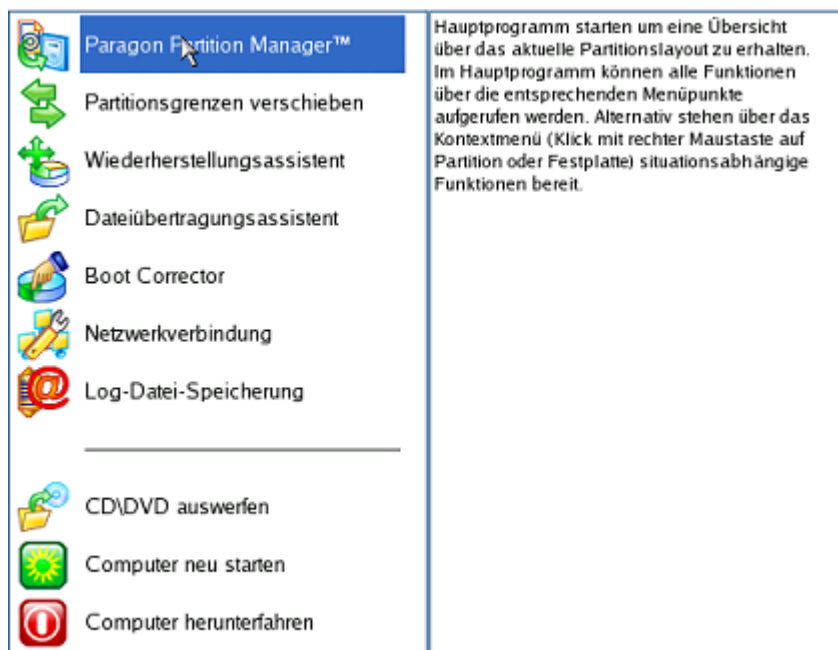 Paragon Partition Manager™
Partitionsgrenzen verschieben
Wiederherstellungsassistent
Dateiübertragungsassistent
Boot Corrector
Netzwerkverbindung
Log-Datei-Speicherung
CD\DVD auswerfen
Computer neu starten
Computer herunterfahren
Hauptprogramm starten um eine Übersicht
über das aktuelle Partitionslayout zu erhalten.
Im Hauptprogramm können alle Funktionen
über die entsprechenden Menüpunkte
aufgerufen werden. Alternativ stehen über das
Kontextmenü (Klick mit rechter Maustaste auf
Partition oder Festplatte) situationsabhängige
Funktionen bereit.